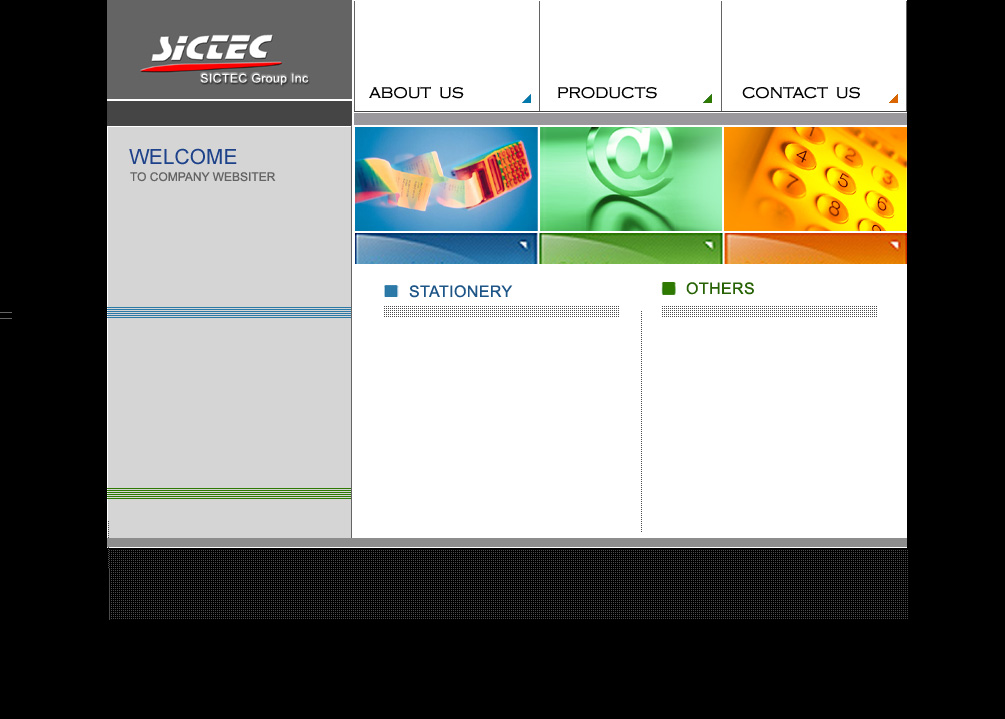 SICTEC
SICTEC Group Inc
ABOUT US
PRODUCTS
CONTACT US
WELCOME
TO COMPANY WEBSITER
@
1
4
2
7
5
3
8
6
9
STATIONERY
OTHERS